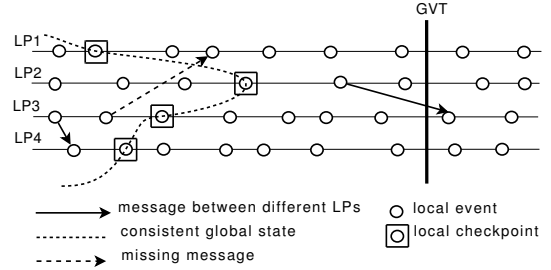 GVT
LP1
LP2
LP3
LP4
message between different LPs
local event
consistent global state
local checkpoint
missing message